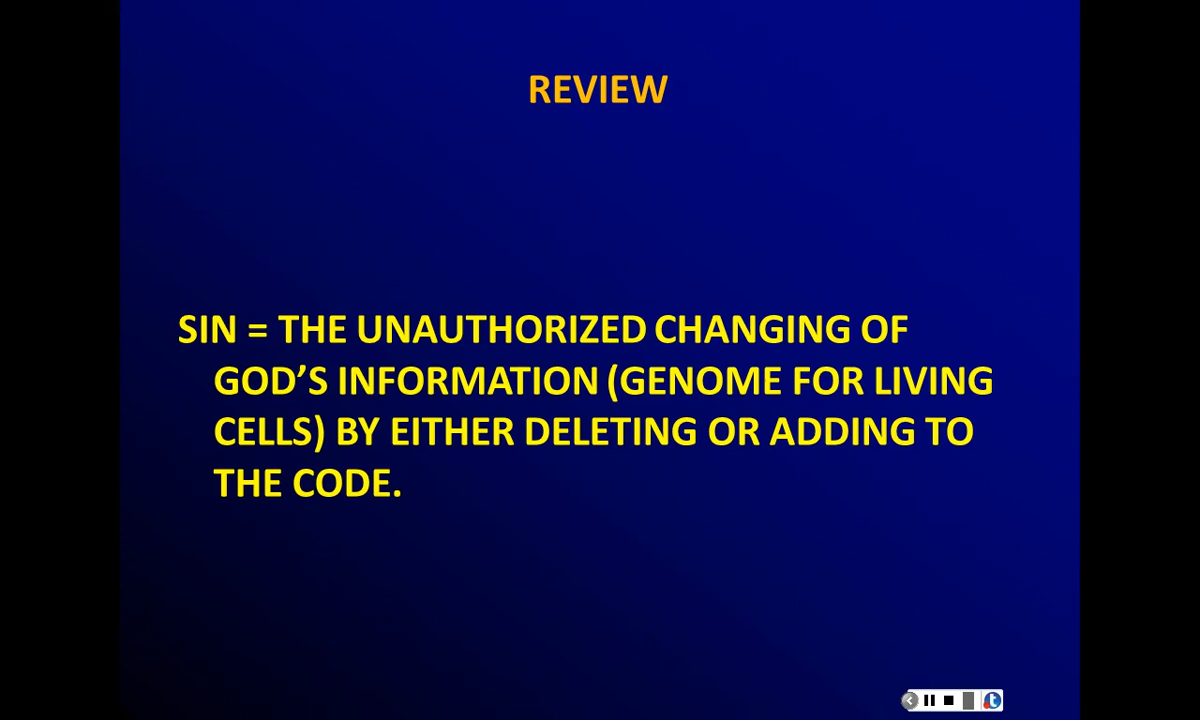 REVIEW
SIN = THE UNAUTHORIZED CHANGING OF
GOD’S INFORMATION (GENOME FOR LIVING
CELLS) BY EITHER DELETING OR ADDING TO
THE CODE.